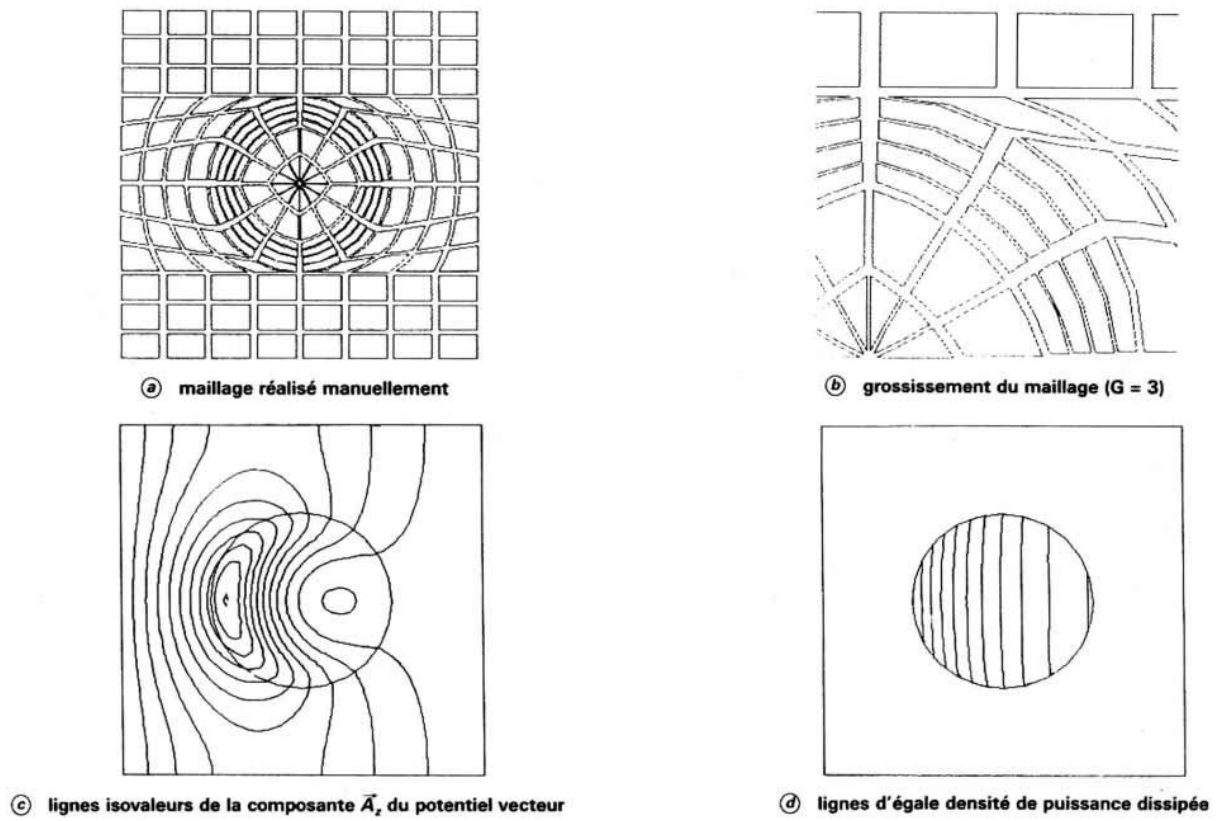 ⓐ maillage réalisé manuellement
ⓑ grossissement du maillage (G = 3)
ⓒ lignes isovaleurs de la composante A⃗z du potentiel vecteur
ⓓ lignes d'égale densité de puissance dissipée